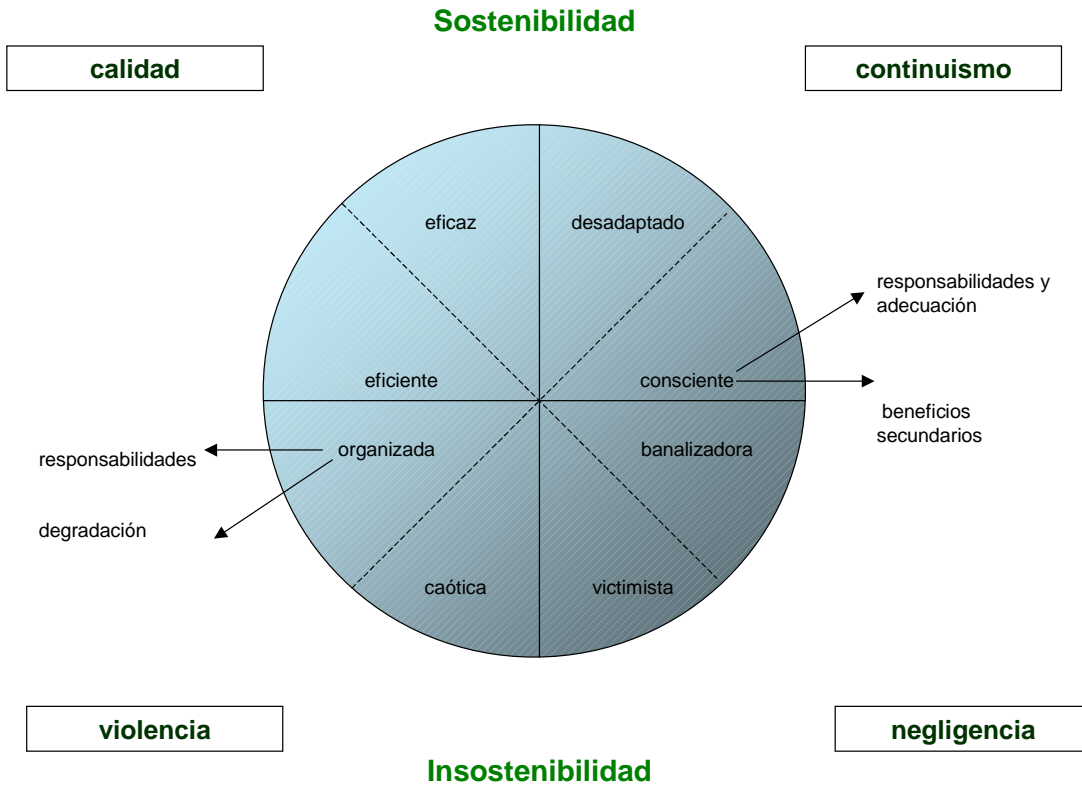 Sostenibilidad
calidad
continuismo
eficaz
desadaptado
responsabilidades y
adecuación
eficiente
consciente
beneficios
secundarios
organizada
banalizadora
responsabilidades
degradación
caótica
victimista
violencia
negligencia
Insostenibilidad